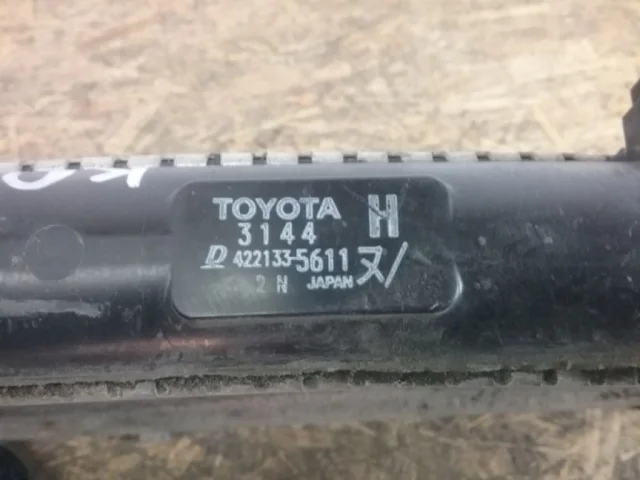 TOYOTA H
3144
D 422133-5611 ヌ/
2 N JAPAN